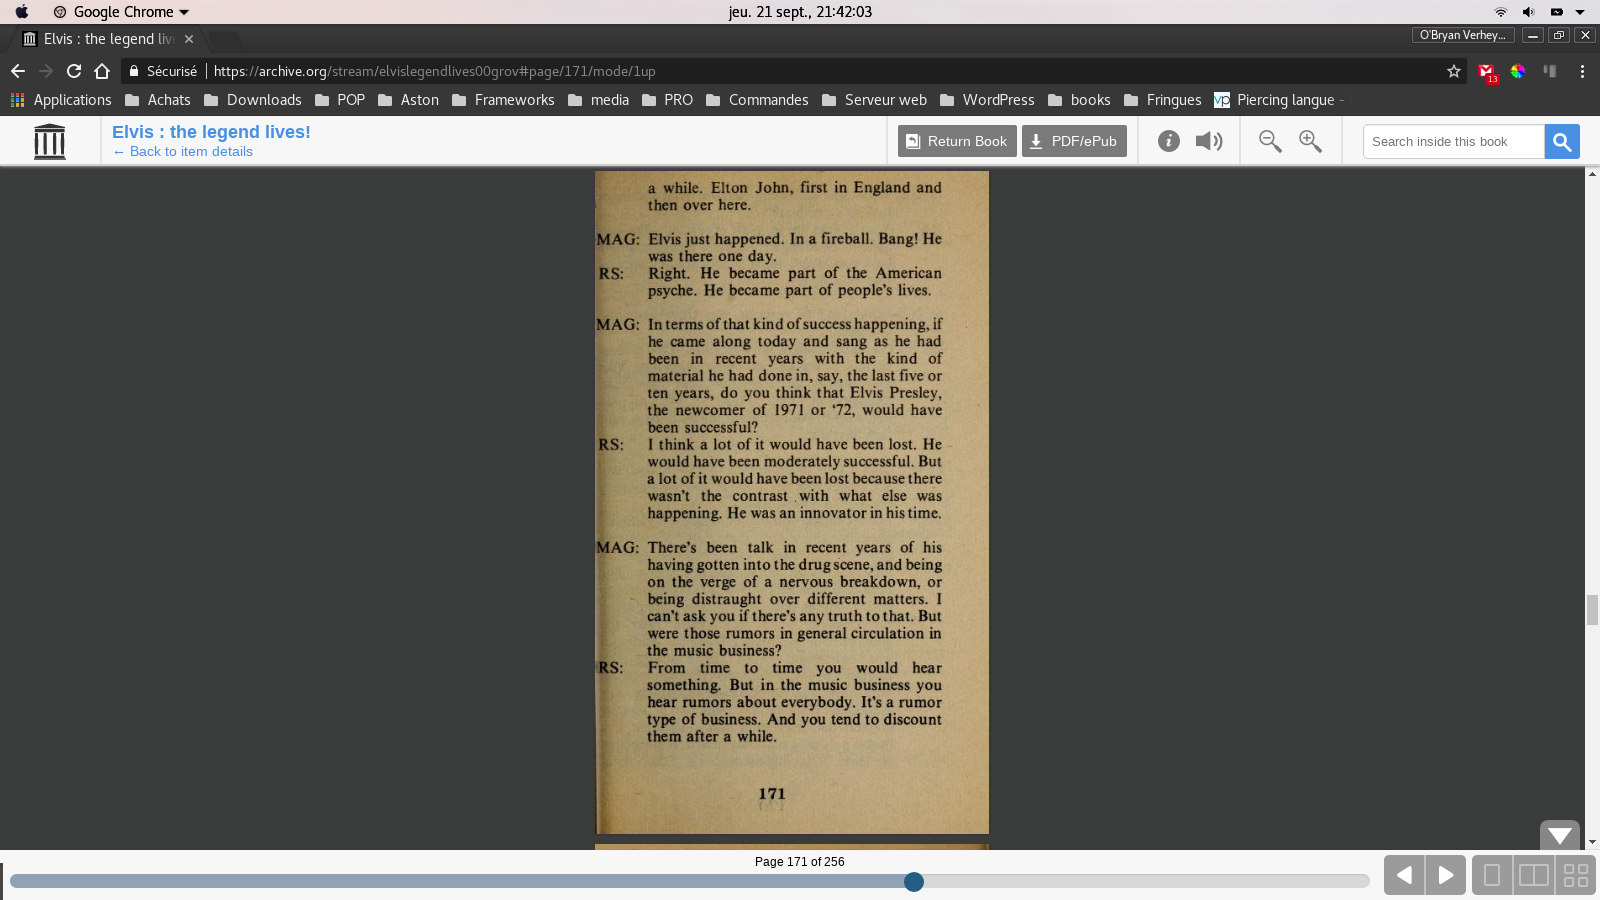 Google Chrome
jeu. 21 sept., 21:42:03
Elvis : the legend live
O'Bryan Verhey...
Sécurisé
https://archive.org/stream/elvislegendlives00grov#page/171/mode/1up
13
Applications
Achats
Downloads
POP
Aston
Frameworks
media
PRO
Commandes
Serveur web
WordPress
books
Fringues
vp Piercing langue -
Elvis : the legend lives!
← Back to item details
Return Book
PDF/ePub
Search inside this book
a while. Elton John, first in England and
then over here.
MAG: Elvis just happened. In a fireball. Bang! He
was there one day.
RS: Right. He became part of the American
psyche. He became part of people's lives.
MAG: In terms of that kind of success happening, if
he came along today and sang as he had
been in recent years with the kind of
material he had done in, say, the last five or
ten years, do you think that Elvis Presley,
the newcomer of 1971 or '72, would have
been successful?
RS: I think a lot of it would have been lost. He
would have been moderately successful. But
a lot of it would have been lost because there
wasn't the contrast with what else was
happening. He was an innovator in his time.
MAG: There's been talk in recent years of his
having gotten into the drug scene, and being
on the verge of a nervous breakdown, or
being distraught over different matters. I
can't ask you if there's any truth to that. But
were those rumors in general circulation in
the music business?
RS: From time to time you would hear
something. But in the music business you
hear rumors about everybody. It's a rumor
type of business. And you tend to discount
them after a while.
171
Page 171 of 256